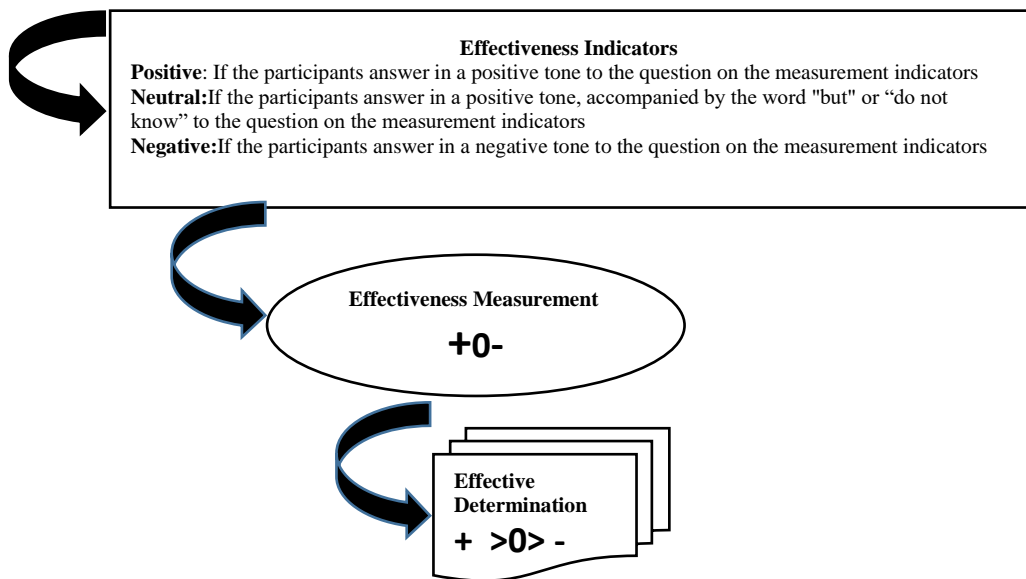 Effectiveness Indicators
Positive: If the participants answer in a positive tone to the question on the measurement indicators
Neutral:If the participants answer in a positive tone, accompanied by the word "but" or “do not
know” to the question on the measurement indicators
Negative:If the participants answer in a negative tone to the question on the measurement indicators
Effectiveness Measurement
+0-
Effective
Determination
+ >0> -